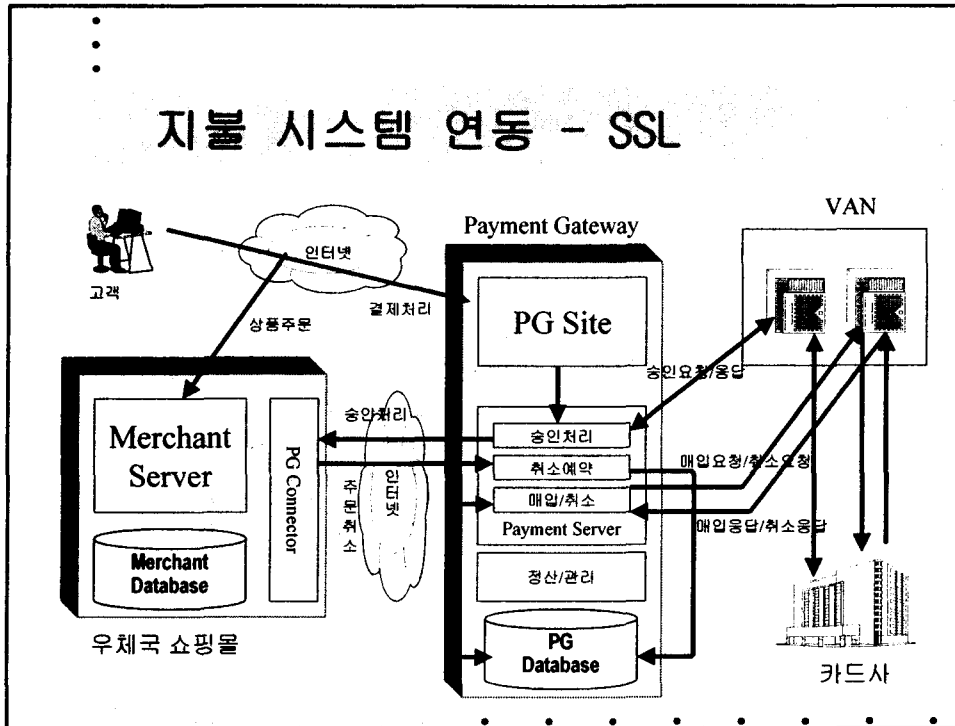 지불 시스템 연동 - SSL
고객
인터넷
상품주문
결제처리
Payment Gateway
VAN
PG Site
승인요청/응답
Merchant
Server
PG Connector
Merchant
Database
우체국 쇼핑몰
승인처리
인터넷
주문취소
승인처리
취소예약
매입/취소
Payment Server
정산/관리
PG
Database
매입요청/취소요청
매입응답/취소응답
카드사